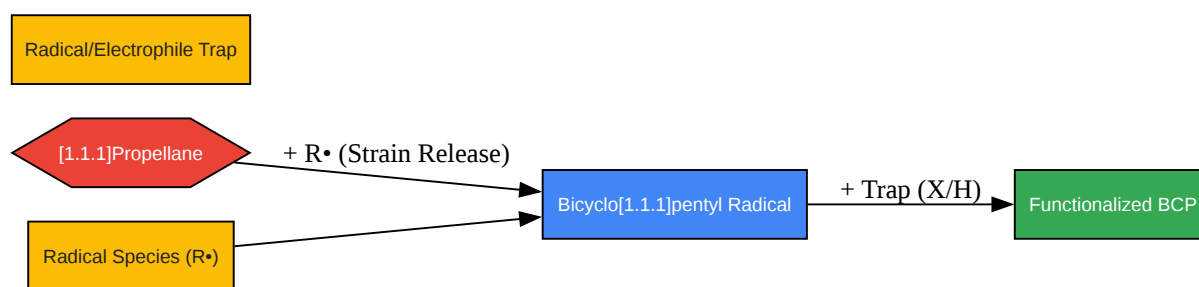 Radical/Electrophile Trap
[1.1.1]Propellane
+ R• (Strain Release)
Radical Species (R•)
Bicyclo[1.1.1]pentyl Radical
+ Trap (X/H)
Functionalized BCP